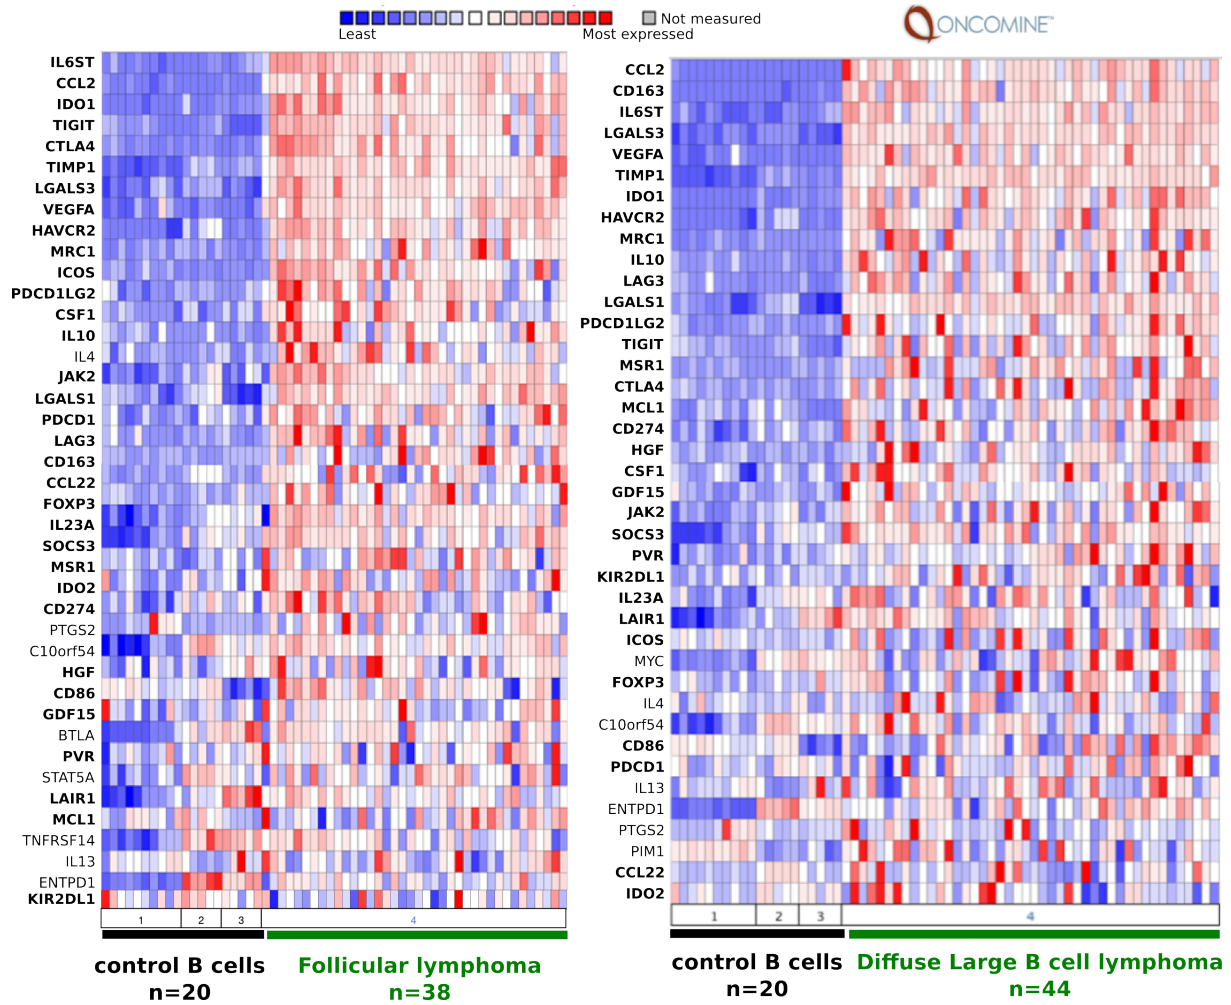 Not measured
Least
Most expressed
ONCOMINE™
IL6ST
CCL2
IDO1
TIGIT
CTLA4
TIMP1
LGALS3
VEGFA
HAVCR2
MRC1
ICOS
PDCD1LG2
CSF1
IL10
IL4
JAK2
LGALS1
PDCD1
LAG3
CD163
CCL22
FOXP3
IL23A
SOCS3
MSR1
IDO2
CD274
PTGS2
C10orf54
HGF
CD86
GDF15
BTLA
PVR
STAT5A
LAIR1
MCL1
TNFRSF14
IL13
ENTPD1
KIR2DL1
1 2 3 4
control B cells
n=20
Follicular lymphoma
n=38
CCL2
CD163
IL6ST
LGALS3
VEGFA
TIMP1
IDO1
HAVCR2
MRC1
IL10
LAG3
LGALS1
PDCD1LG2
TIGIT
MSR1
CTLA4
MCL1
CD274
HGF
CSF1
GDF15
JAK2
SOCS3
PVR
KIR2DL1
IL23A
LAIR1
ICOS
MYC
FOXP3
IL4
C10orf54
CD86
PDCD1
IL13
ENTPD1
PTGS2
PIM1
CCL22
IDO2
1 2 3 4
control B cells
n=20
Diffuse Large B cell lymphoma
n=44